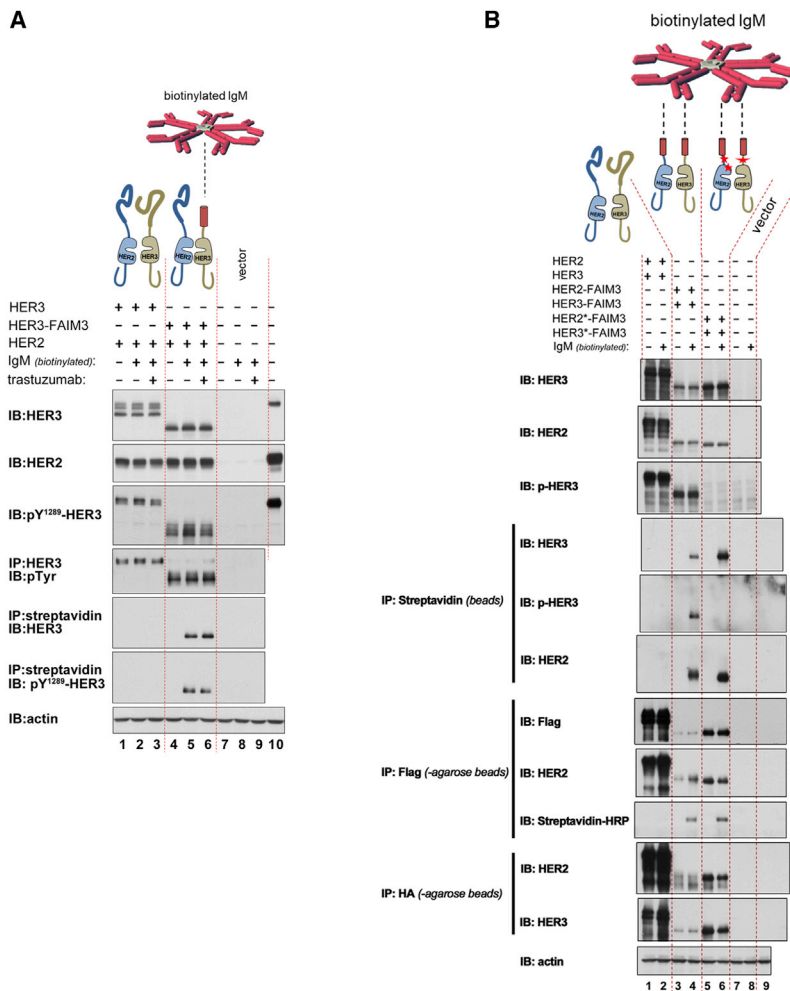 A
biotinylated IgM
HER2 HER3 HER2 HER3
vector
HER3 + + + - - - - - - -
HER3-FAIM3 - - - + + + - - - -
HER2 + + + + + + - - - -
IgM (biotinylated): - + + - + + - + + -
trastuzumab: - - + - - + - - + -
IB:HER3
IB:HER2
IB:pY1289-HER3
IP:HER3
IB:pTyr
IP:streptavidin
IB:HER3
IP:streptavidin
IB: pY1289-HER3
IB:actin
1 2 3 4 5 6 7 8 9 10
B
biotinylated IgM
HER2 HER3 HER2 HER3 HER2 HER3
vector
HER2 + + - - - - - -
HER3 + + - - - - - -
HER2-FAIM3 - - + + - - - -
HER3-FAIM3 - - + + - - - -
HER2*-FAIM3 - - - - + + - -
HER3*-FAIM3 - - - - + + - -
IgM (biotinylated): - + - + - + - +
IB: HER3
IB: HER2
IB: p-HER3
IP: Streptavidin (beads)
IB: HER3
IB: p-HER3
IB: HER2
IP: Flag (-agarose beads)
IB: Flag
IB: HER2
IB: Streptavidin-HRP
IP: HA (-agarose beads)
IB: HER2
IB: HER3
IB: actin
1 2 3 4 5 6 7 8 9